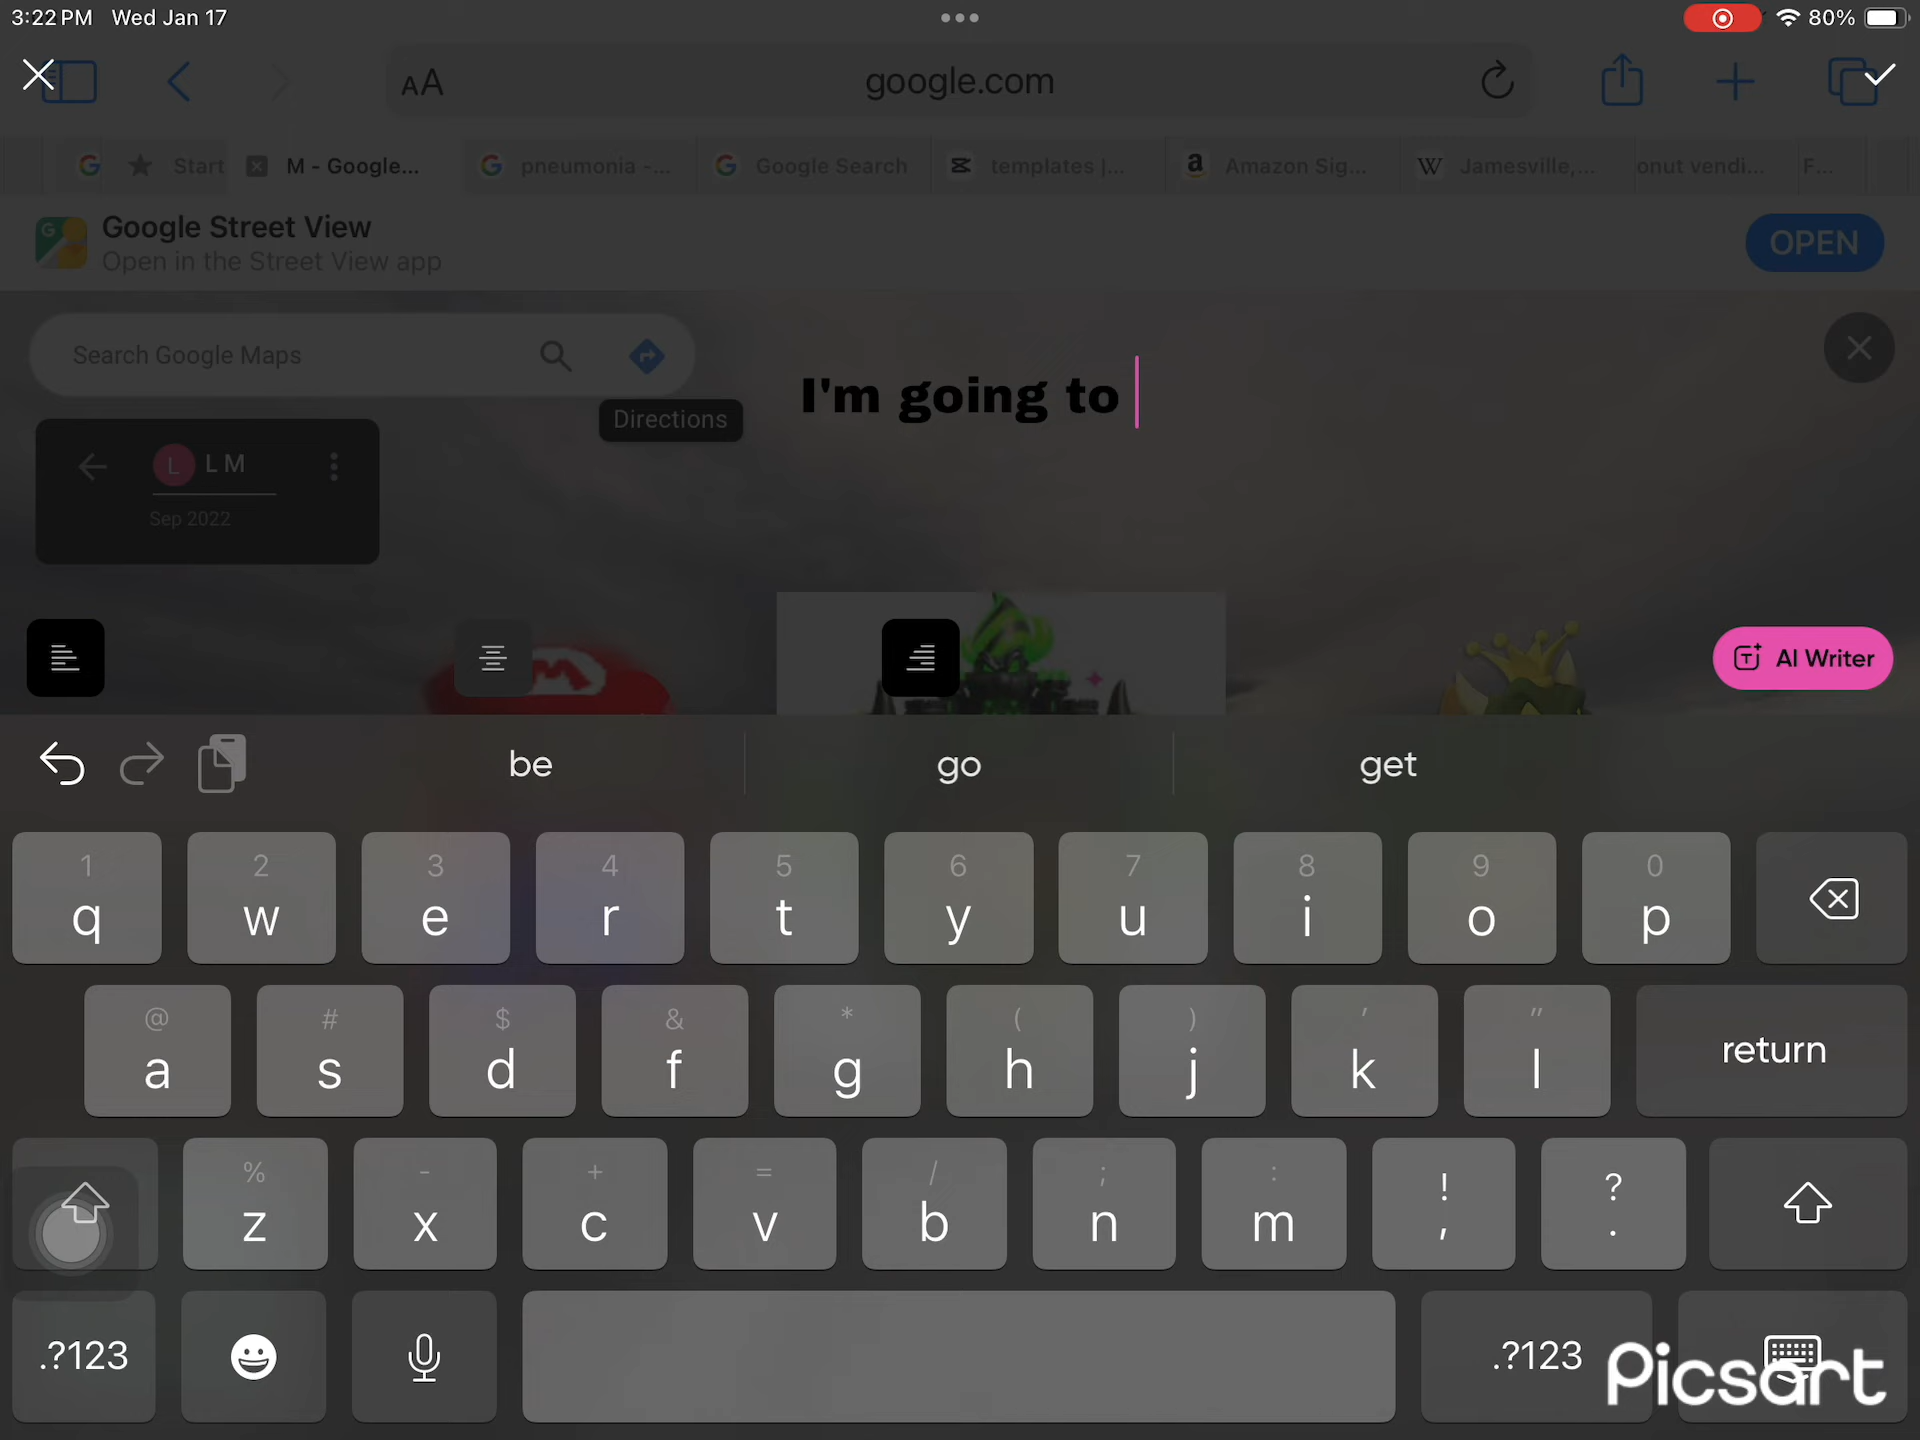 3:22 PM Wed Jan 17
80%
AA
google.com
Start
M - Google...
pneumonia -...
Google Search
templates |...
a
Amazon Sig...
W
Jamesville,...
onut vendi...
F...
Google Street View
Open in the Street View app
OPEN
Search Google Maps
Directions
I'm going to
L
L M
Sep 2022
M
AI Writer
be
go
get
1 2 3 4 5 6 7 8 9 0
q w e r t y u i o p
@ # $ & * ( ) ' "
a s d f g h j k l
return
% - + = / ; : ! ?
z x c v b n m , .
.?123
.?123
Picsart